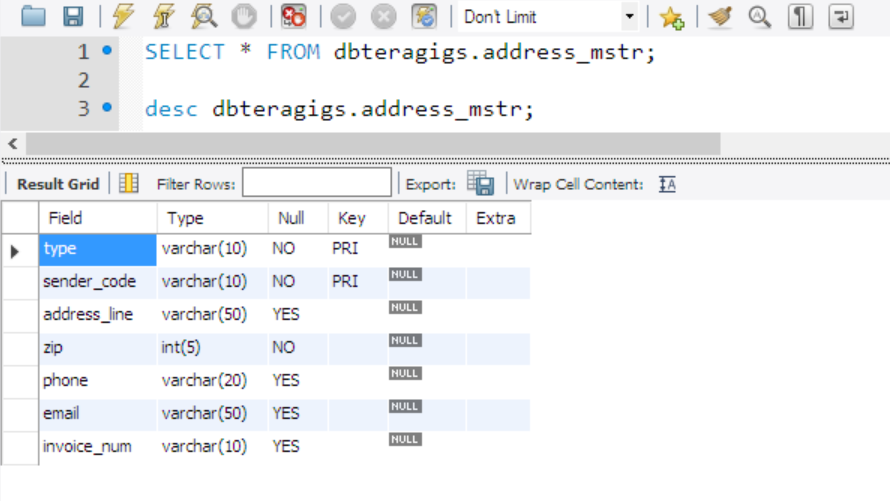 Don't Limit
1 SELECT * FROM dbteragigs.address_mstr;
2
3 desc dbteragigs.address_mstr;
Result Grid Filter Rows: Export: Wrap Cell Content:
Field Type Null Key Default Extra
type varchar(10) NO PRI NULL
sender_code varchar(10) NO PRI NULL
address_line varchar(50) YES NULL
zip int(5) NO NULL
phone varchar(20) YES NULL
email varchar(50) YES NULL
invoice_num varchar(10) YES NULL